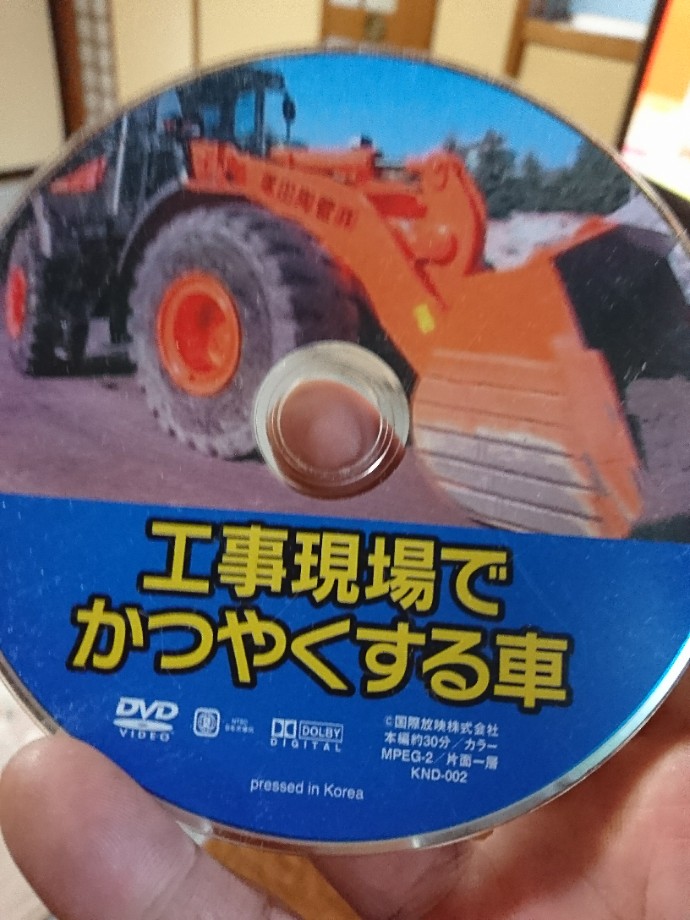 工事現場で
かつやくする車
DVD
VIDEO
NTSC
DOLBY
DIGITAL
©国際放映株式会社
本編約30分／カラー
MPEG-2／片面一層
KND-002
pressed in Korea